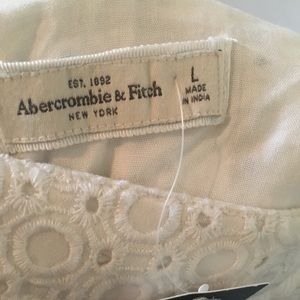 EST. 1892
Abercrombie & Fitch
NEW YORK
L
MADE
IN INDIA